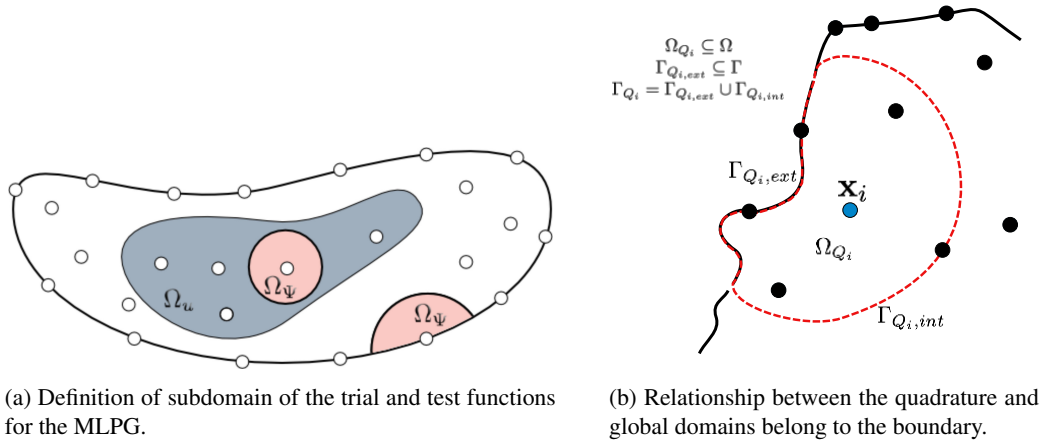 Ω_Ψ
Ω_u
Ω_Ψ
(a) Definition of subdomain of the trial and test functions
for the MLPG.
Ω_{Q_i} ⊆ Ω
Γ_{Q_i,ext} ⊆ Γ
Γ_{Q_i} = Γ_{Q_i,ext} ∪ Γ_{Q_i,int}
Γ_{Q_i,ext}
x_i
Ω_{Q_i}
Γ_{Q_i,int}
(b) Relationship between the quadrature and
global domains belong to the boundary.